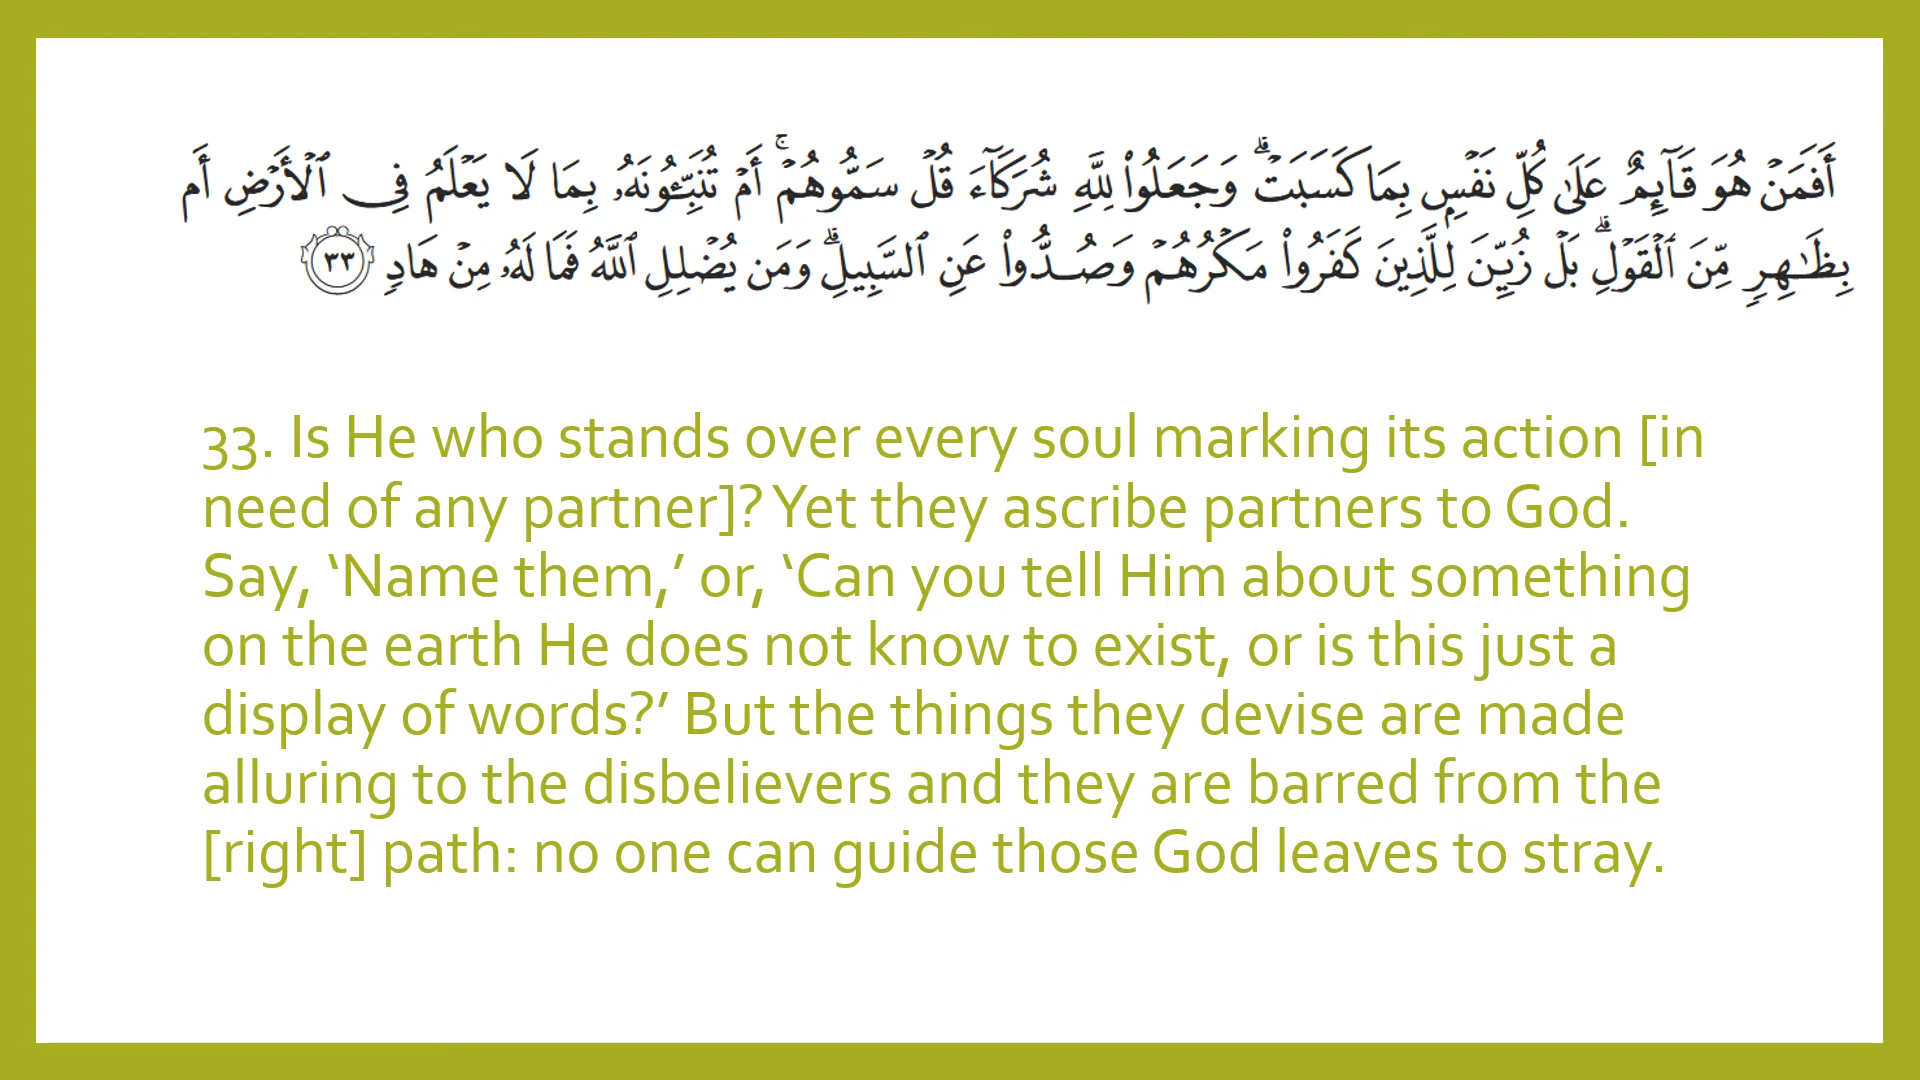 أَفَمَنۡ هُوَ قَآئِمٌ عَلَىٰ كُلِّ نَفۡسِۭ بِمَا كَسَبَتۡۗ وَجَعَلُواْ لِلَّهِ شُرَكَآءَ قُلۡ سَمُّوهُمۡۚ أَمۡ تُنَبِّـُٔونَهُۥ بِمَا لَا يَعۡلَمُ فِي ٱلۡأَرۡضِ أَم
بِظَٰهِرٖ مِّنَ ٱلۡقَوۡلِۗ بَلۡ زُيِّنَ لِلَّذِينَ كَفَرُواْ مَكۡرُهُمۡ وَصُدُّواْ عَنِ ٱلسَّبِيلِۗ وَمَن يُضۡلِلِ ٱللَّهُ فَمَا لَهُۥ مِنۡ هَادٖ ٣٣
33. Is He who stands over every soul marking its action [in
need of any partner]? Yet they ascribe partners to God.
Say, ‘Name them,’ or, ‘Can you tell Him about something
on the earth He does not know to exist, or is this just a
display of words?’ But the things they devise are made
alluring to the disbelievers and they are barred from the
[right] path: no one can guide those God leaves to stray.